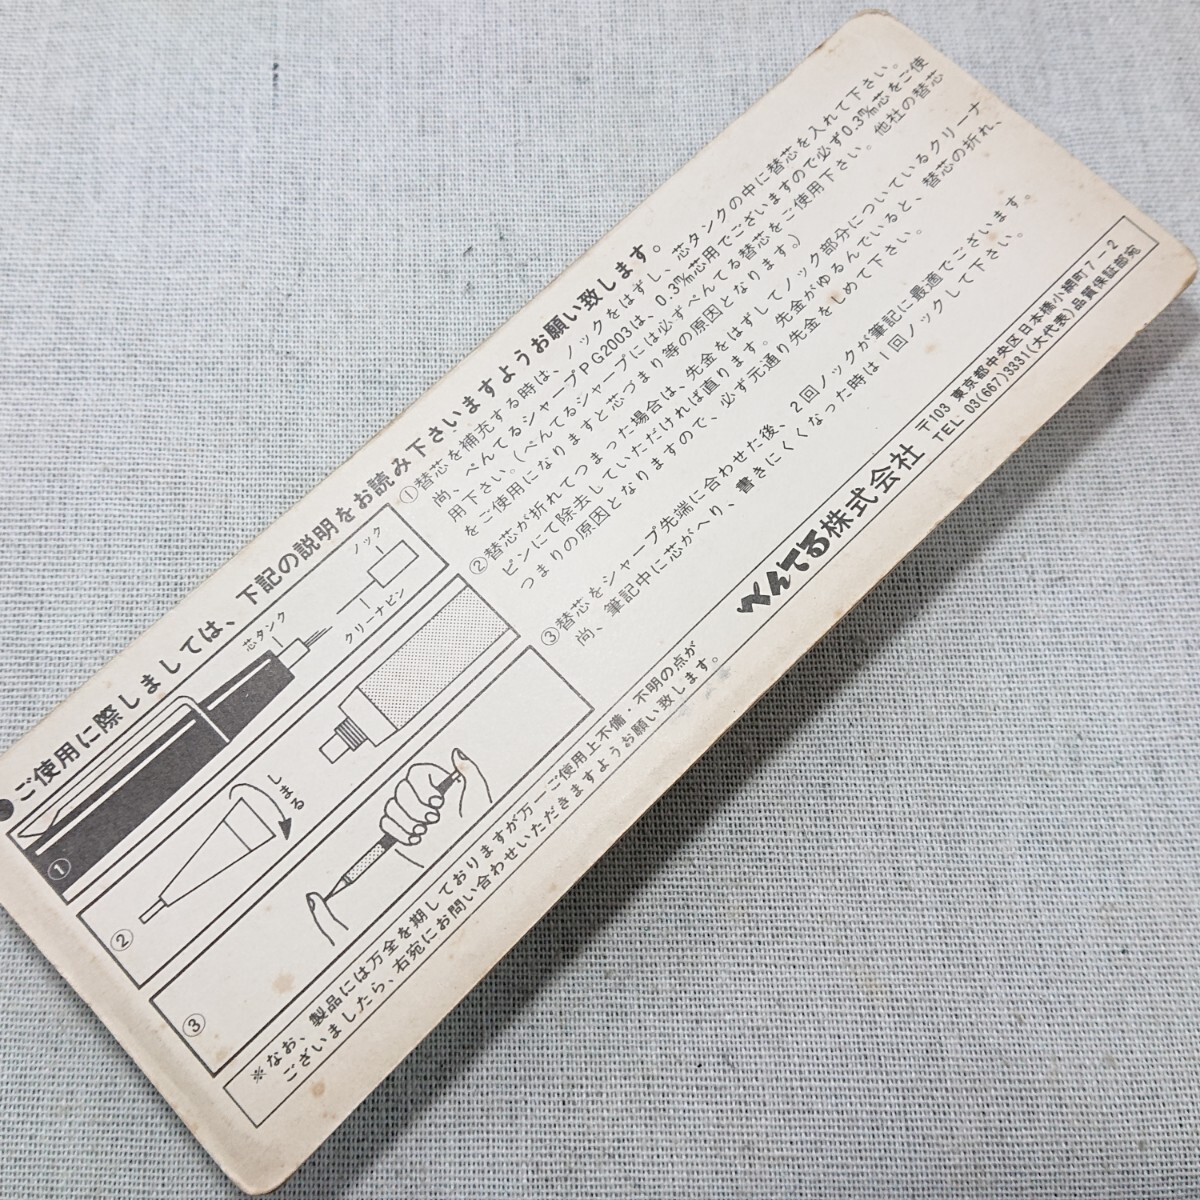 ●ご使用に際しましては、下記の説明をお読み下さいますようお願い致します。
芯タンク
ノック
クリーナピン
①
しまる
②
③
①替芯を補充する時は、ノックをはずし、芯タンクの中に替芯を入れて下さい。
尚、ぺんてるシャープPG2003は、0.3㎜芯用でございますので必ず0.3㎜芯をご使
用下さい。(ぺんてるシャープには必ずぺんてる替芯をご使用下さい。他社の替芯
をご使用になりますと芯づまり等の原因となります。)
②替芯が折れてつまった場合は、先金をはずしてノック部分についているクリーナ
ピンにて除去していただければ直ります。先金がゆるんでいると、替芯の折れ、
つまりの原因となりますので、必ず元通り先金をしめて下さい。
③替芯をシャープ先端に合わせた後、2回ノックが筆記に最適でございます。
尚、筆記中に芯がへり、書きにくくなった時は1回ノックして下さい。
ぺんてる株式会社
〒103 東京都中央区日本橋小網町7-2
TEL 03(667)3331(大代表)品質保証部宛
※なお、製品には万全を期しておりますが万一ご使用上不備・不明の点が
ございましたら、右宛にお問い合わせいただきますようお願い致します。